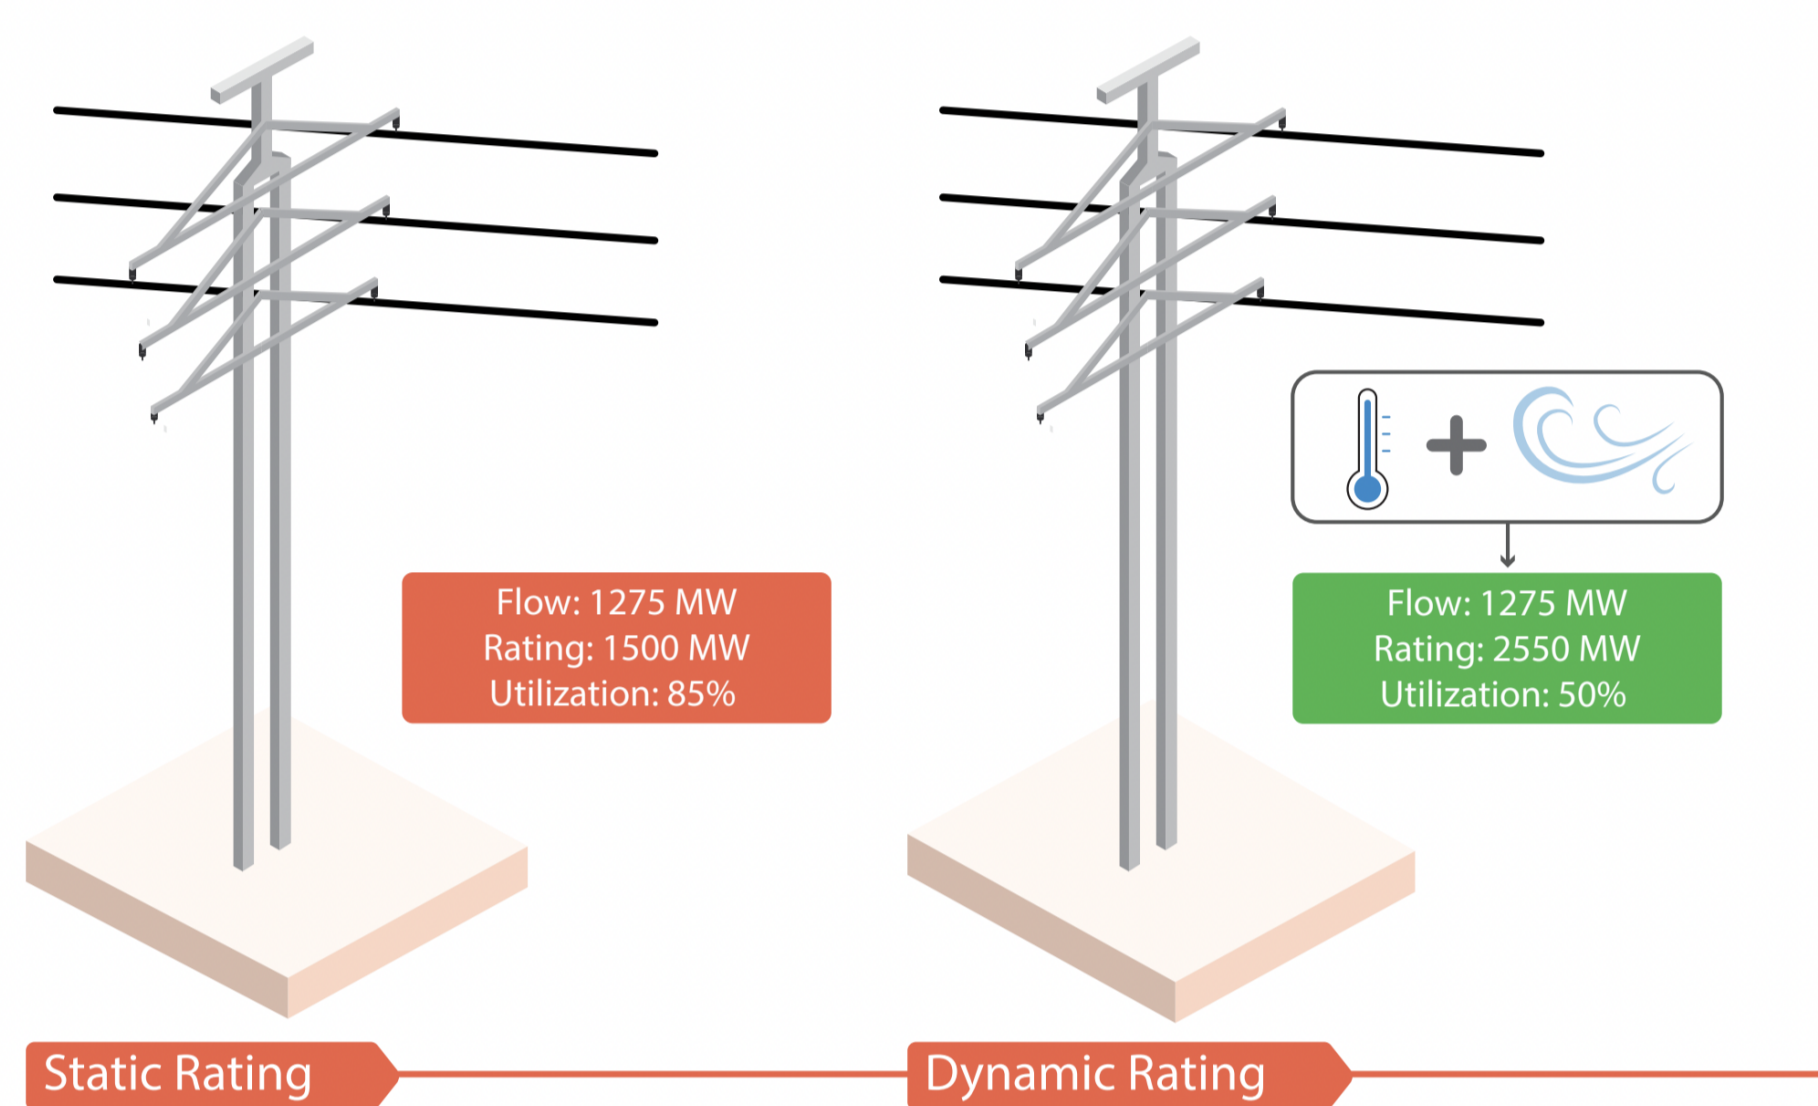 Flow: 1275 MW
Rating: 1500 MW
Utilization: 85%
Flow: 1275 MW
Rating: 2550 MW
Utilization: 50%
Static Rating
Dynamic Rating